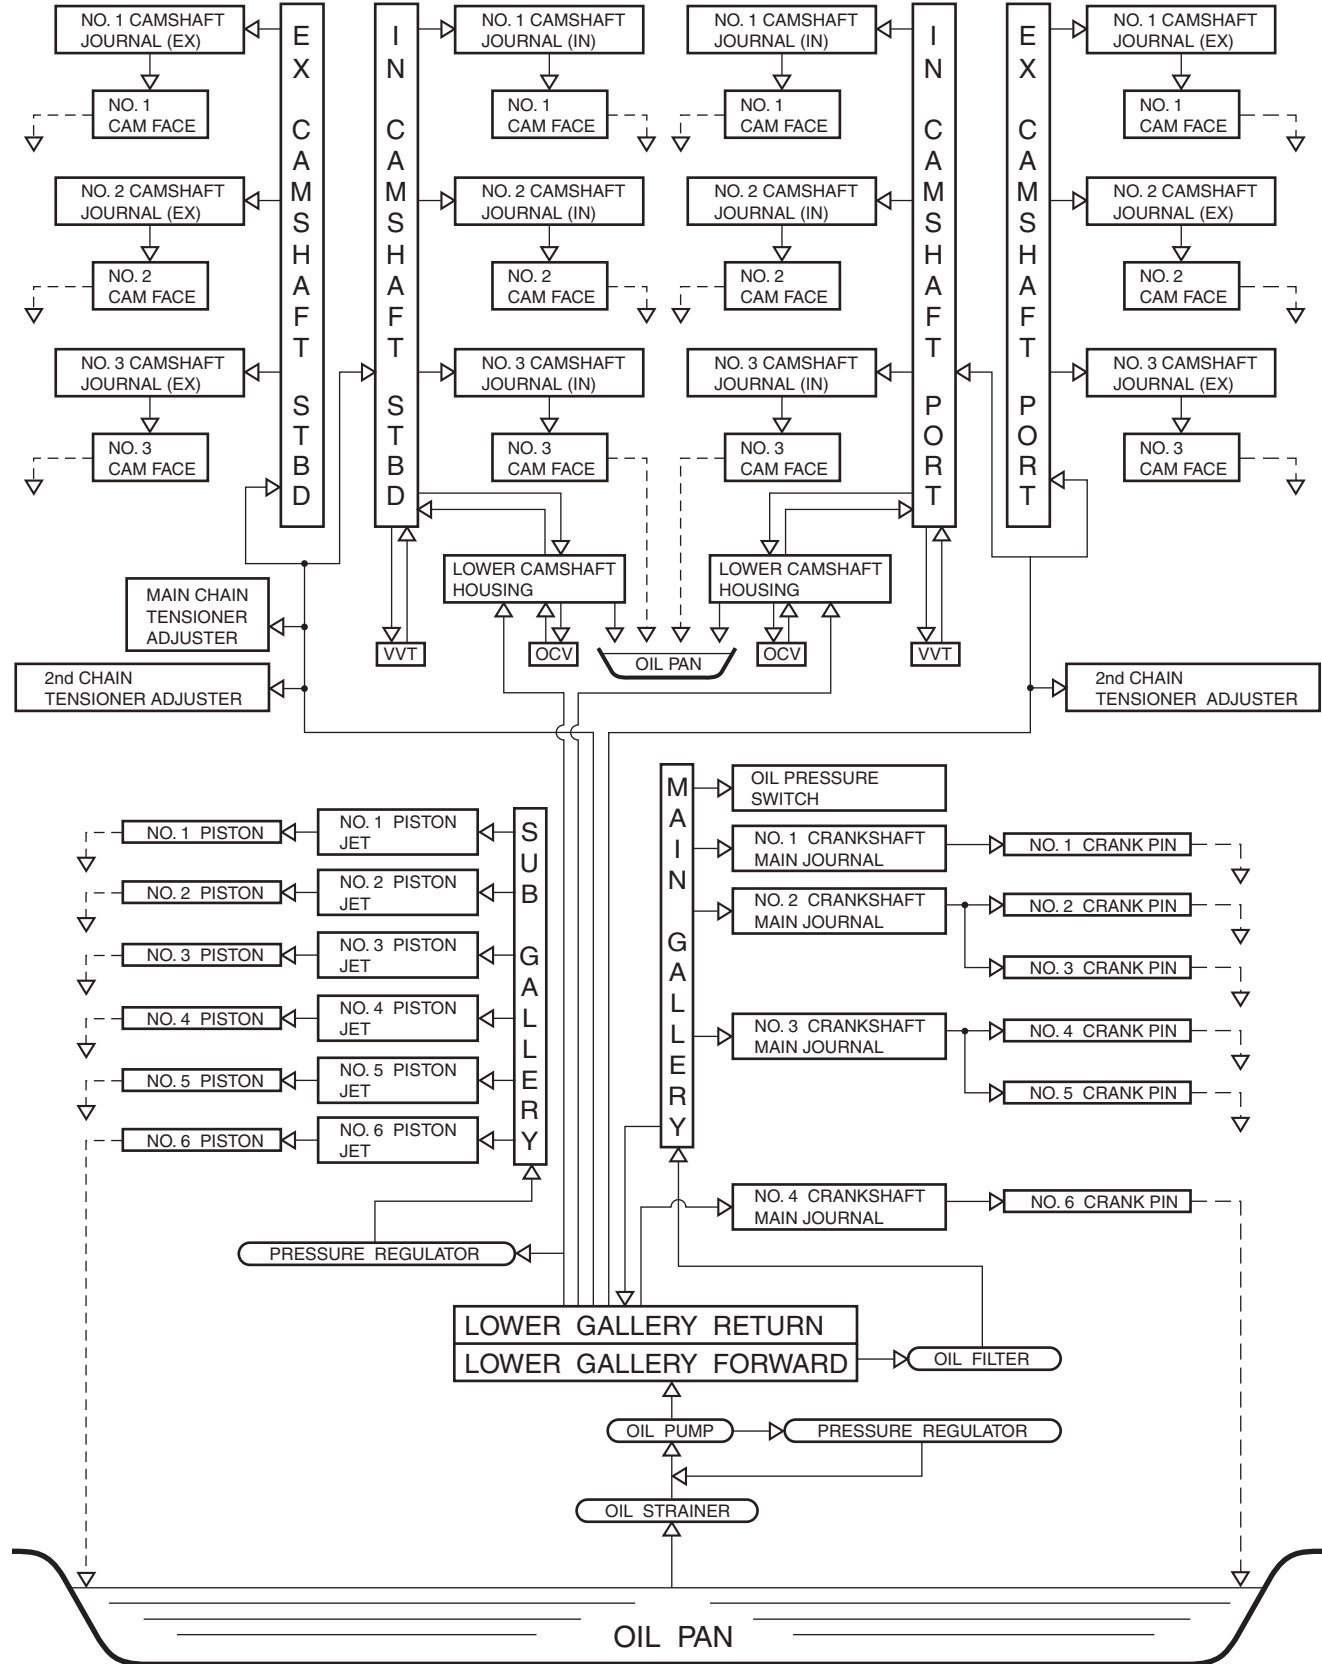 NO. 1 CAMSHAFT
JOURNAL (EX)
NO. 1
CAM FACE
NO. 2 CAMSHAFT
JOURNAL (EX)
NO. 2
CAM FACE
NO. 3 CAMSHAFT
JOURNAL (EX)
NO. 3
CAM FACE
EX CAMSHAFT STBD
IN CAMSHAFT STBD
NO. 1 CAMSHAFT
JOURNAL (IN)
NO. 1
CAM FACE
NO. 2 CAMSHAFT
JOURNAL (IN)
NO. 2
CAM FACE
NO. 3 CAMSHAFT
JOURNAL (IN)
NO. 3
CAM FACE
NO. 1 CAMSHAFT
JOURNAL (IN)
NO. 1
CAM FACE
NO. 2 CAMSHAFT
JOURNAL (IN)
NO. 2
CAM FACE
NO. 3 CAMSHAFT
JOURNAL (IN)
NO. 3
CAM FACE
IN CAMSHAFT PORT
EX CAMSHAFT PORT
NO. 1 CAMSHAFT
JOURNAL (EX)
NO. 1
CAM FACE
NO. 2 CAMSHAFT
JOURNAL (EX)
NO. 2
CAM FACE
NO. 3 CAMSHAFT
JOURNAL (EX)
NO. 3
CAM FACE
LOWER CAMSHAFT
HOUSING
LOWER CAMSHAFT
HOUSING
MAIN CHAIN
TENSIONER
ADJUSTER
VVT
OCV
OIL PAN
OCV
VVT
2nd CHAIN
TENSIONER ADJUSTER
2nd CHAIN
TENSIONER ADJUSTER
NO. 1 PISTON
NO. 1 PISTON
JET
NO. 2 PISTON
NO. 2 PISTON
JET
NO. 3 PISTON
NO. 3 PISTON
JET
NO. 4 PISTON
NO. 4 PISTON
JET
NO. 5 PISTON
NO. 5 PISTON
JET
NO. 6 PISTON
NO. 6 PISTON
JET
SUB GALLERY
MAIN GALLERY
OIL PRESSURE
SWITCH
NO. 1 CRANKSHAFT
MAIN JOURNAL
NO. 1 CRANK PIN
NO. 2 CRANKSHAFT
MAIN JOURNAL
NO. 2 CRANK PIN
NO. 3 CRANK PIN
NO. 3 CRANKSHAFT
MAIN JOURNAL
NO. 4 CRANK PIN
NO. 5 CRANK PIN
NO. 4 CRANKSHAFT
MAIN JOURNAL
NO. 6 CRANK PIN
PRESSURE REGULATOR
LOWER GALLERY RETURN
LOWER GALLERY FORWARD
OIL FILTER
OIL PUMP
PRESSURE REGULATOR
OIL STRAINER
OIL PAN